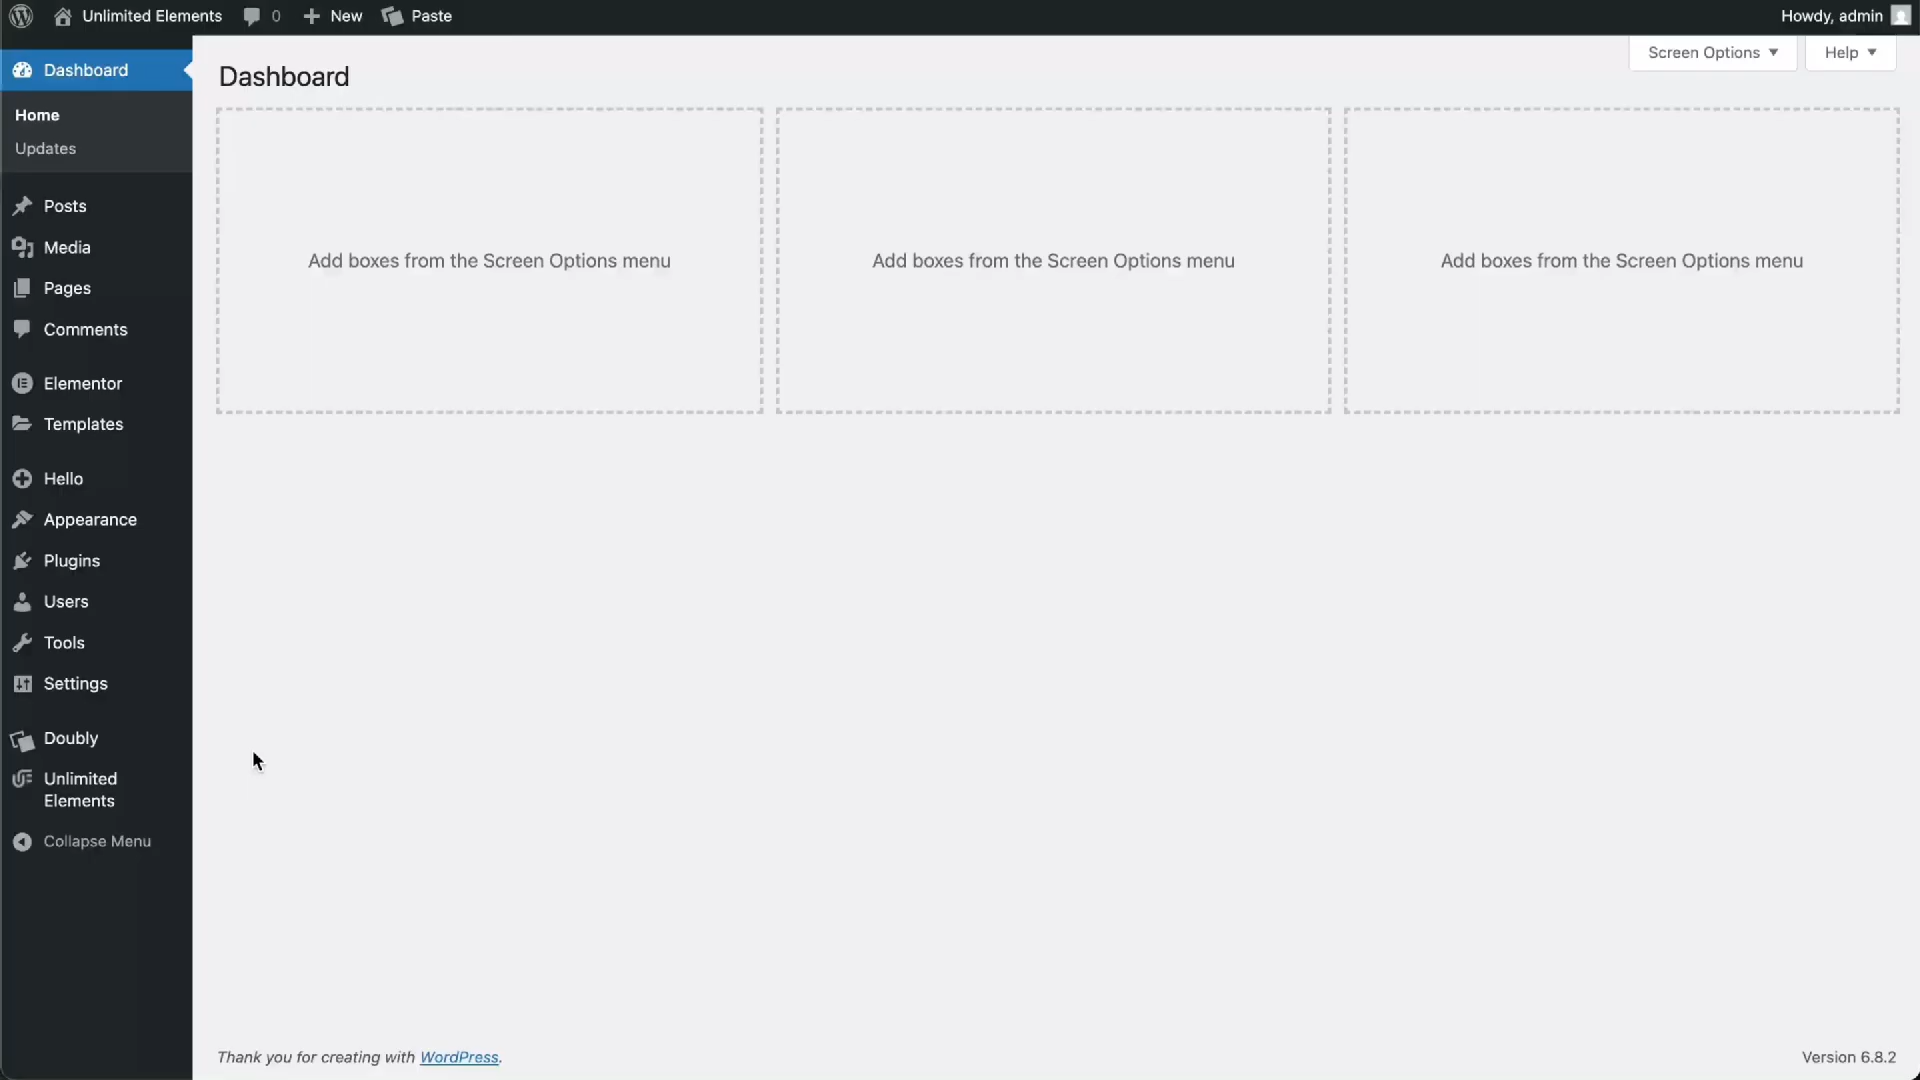 Unlimited Elements 0 New Paste Howdy, admin
Screen Options Help
Dashboard
Home
Updates
Posts
Media
Pages
Comments
Elementor
Templates
Hello
Appearance
Plugins
Users
Tools
Settings
Doubly
Unlimited
Elements
Collapse Menu
Dashboard
Add boxes from the Screen Options menu
Add boxes from the Screen Options menu
Add boxes from the Screen Options menu
Thank you for creating with WordPress.
Version 6.8.2